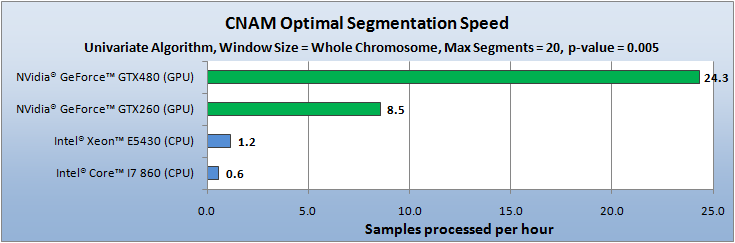 CNAM Optimal Segmentation Speed
Univariate Algorithm, Window Size = Whole Chromosome, Max Segments = 20, p-value = 0.005
NVidia® GeForce™ GTX480 (GPU)
24.3
NVidia® GeForce™ GTX260 (GPU)
8.5
Intel® Xeon™ E5430 (CPU)
1.2
Intel® Core™ I7 860 (CPU)
0.6
0.0 5.0 10.0 15.0 20.0 25.0
Samples processed per hour